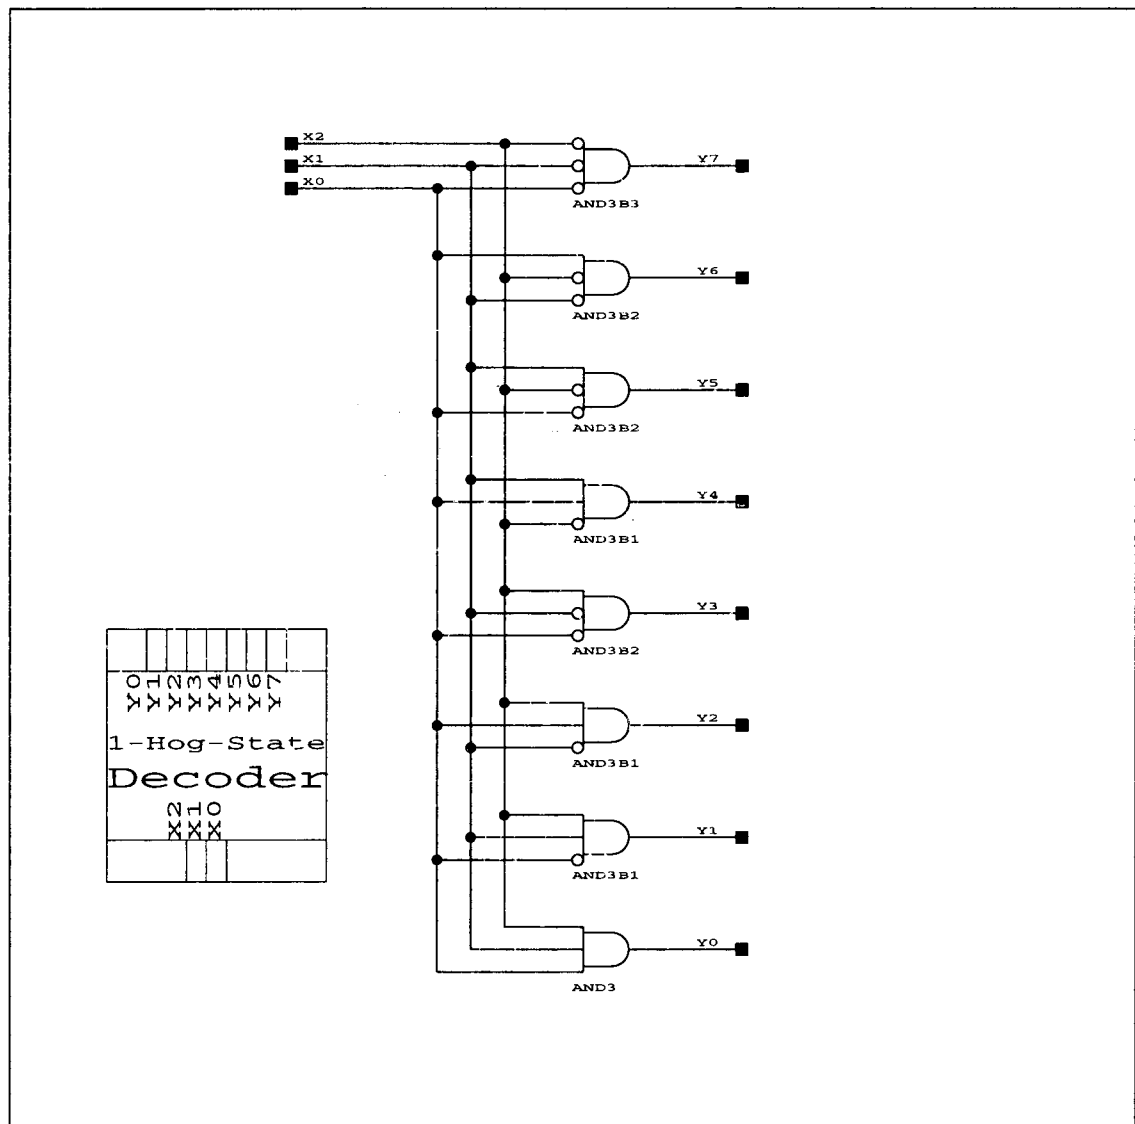 X2
X1
Y7
X0
AND3B3
Y6
AND3B2
Y5
AND3B2
Y4
AND3B1
Y3
AND3B2
Y0
Y1
Y2
Y3
Y4
Y5
Y6
Y7
Y2
1-Hog-State
AND3B1
Decoder
X2
X1
X0
Y1
AND3B1
Y0
AND3